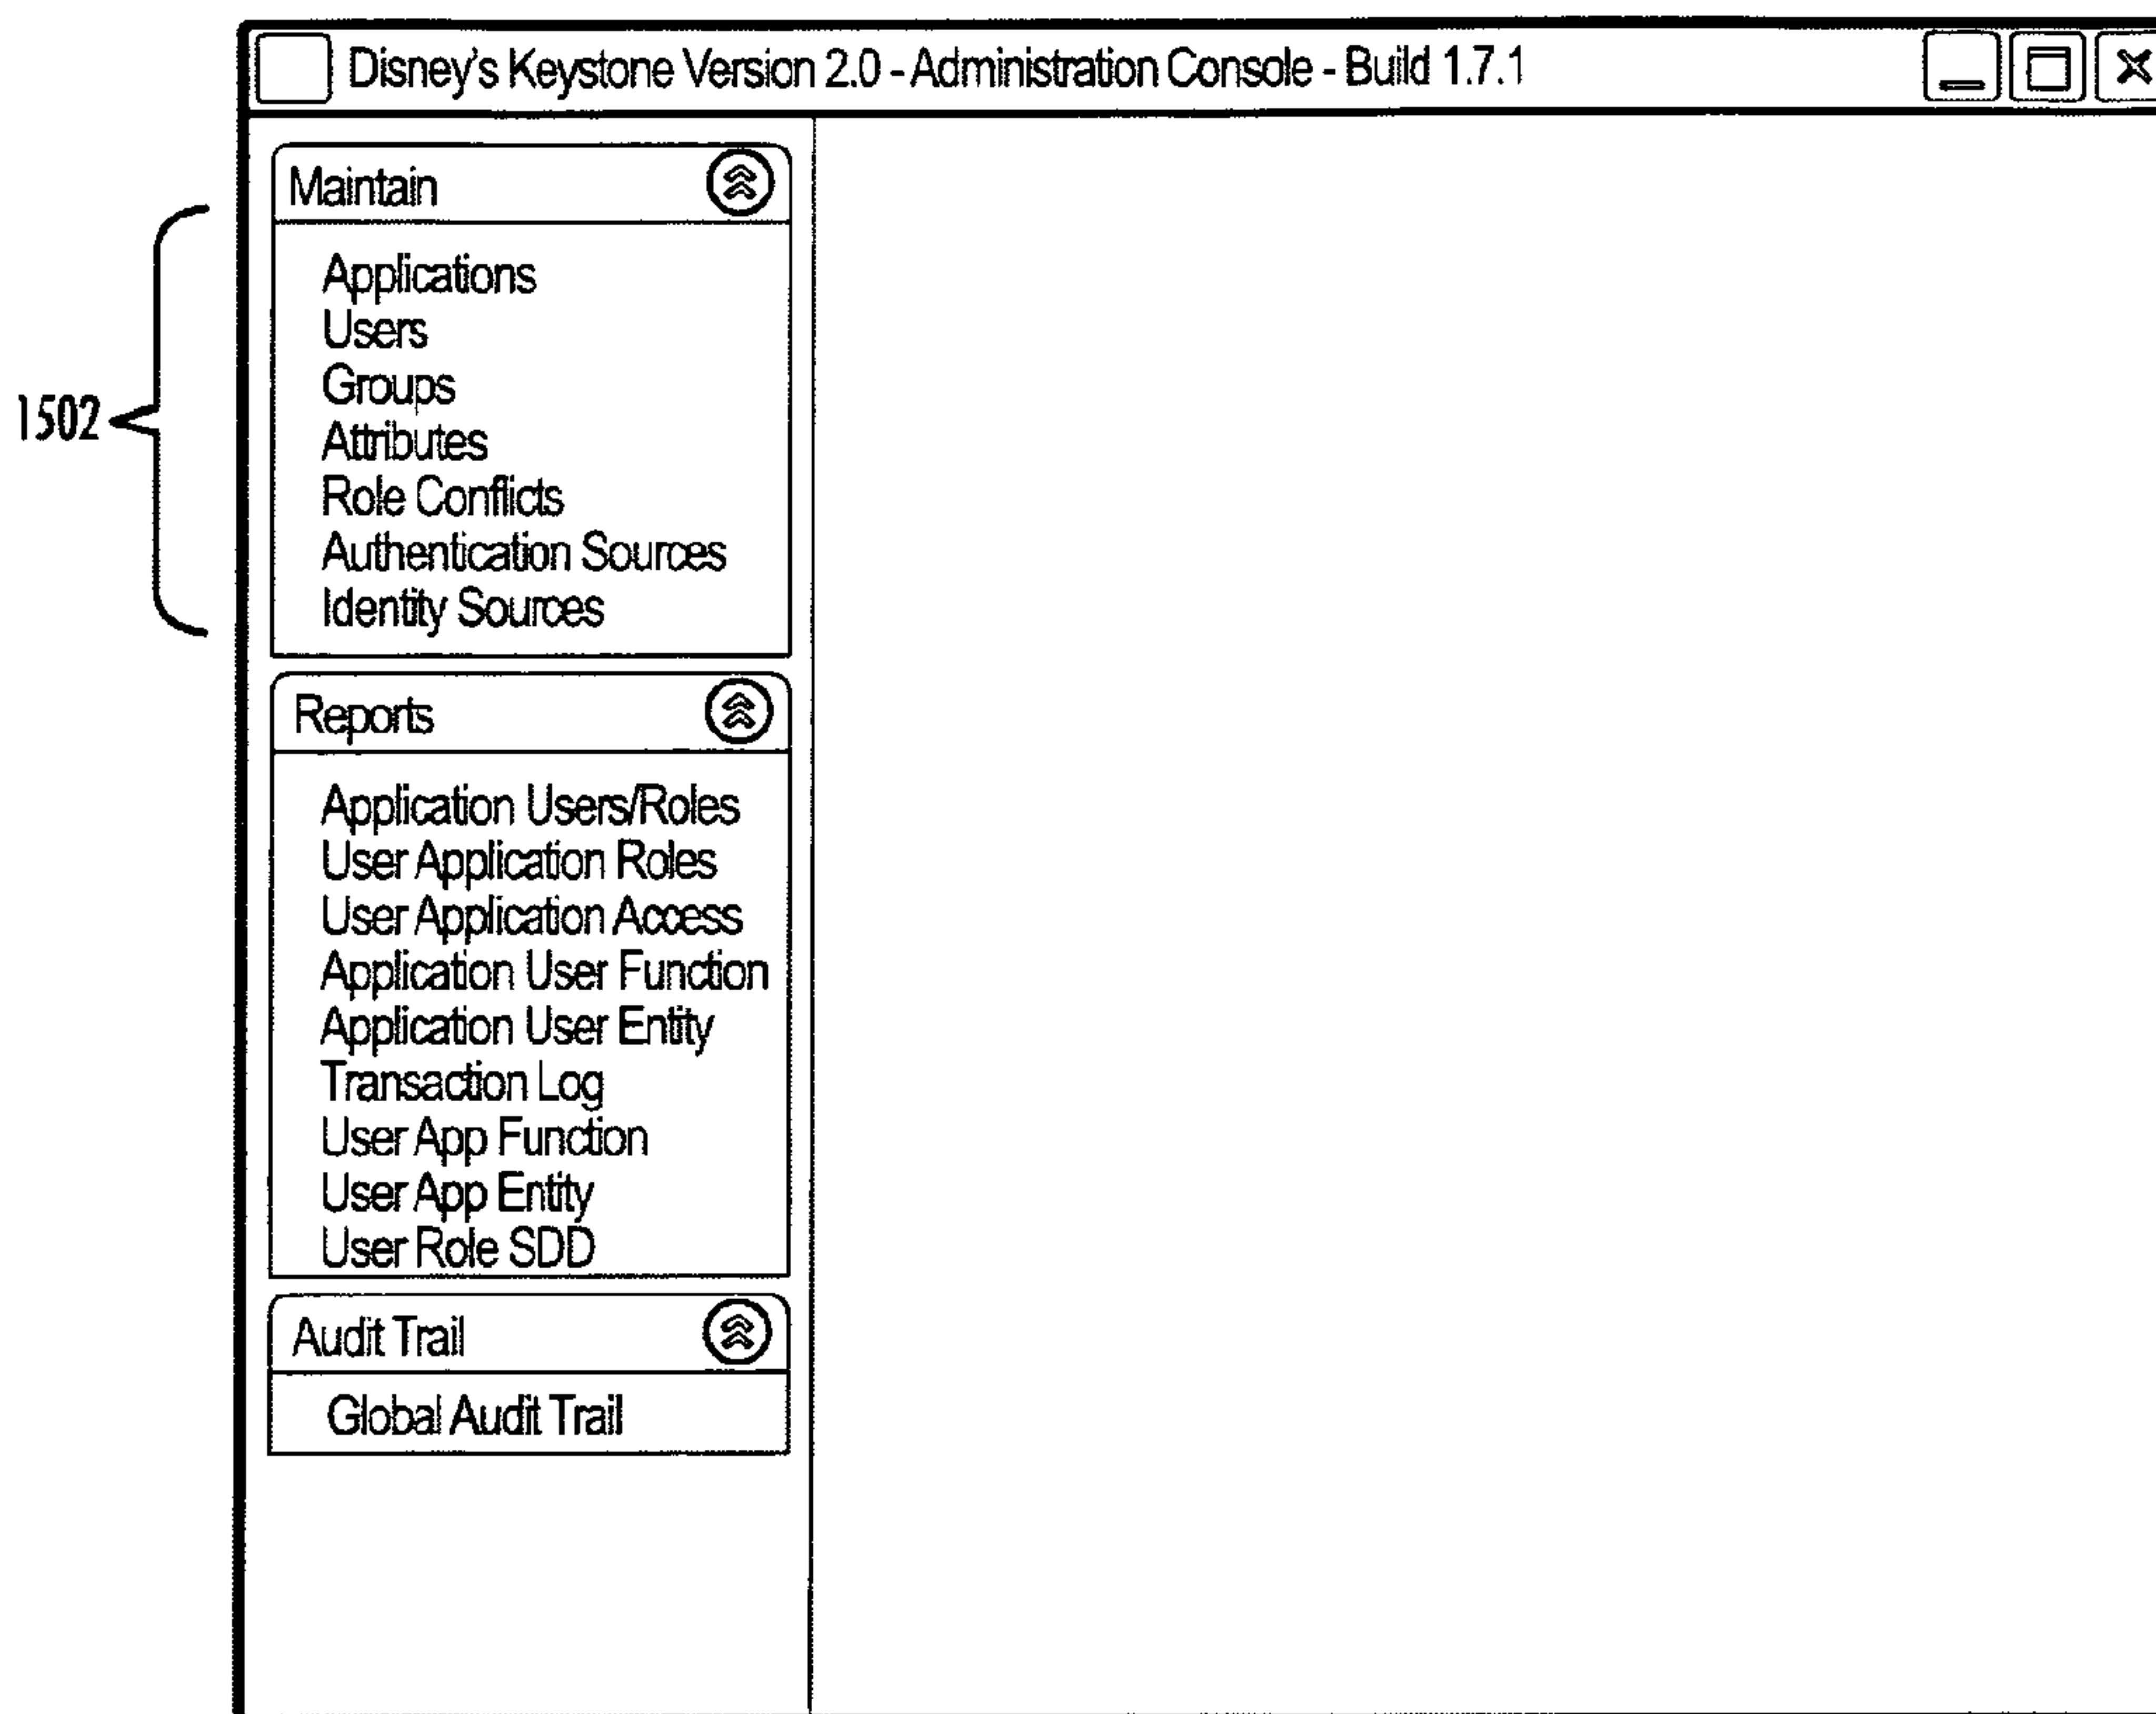 Disney's Keystone Version 2.0 - Administration Console - Build 1.7.1
Maintain
Applications
Users
Groups
Attributes
Role Conflicts
Authentication Sources
Identity Sources
1502
Reports
Application Users/Roles
User Application Roles
User Application Access
Application User Function
Application User Entity
Transaction Log
User App Function
User App Entity
User Role SDD
Audit Trail
Global Audit Trail